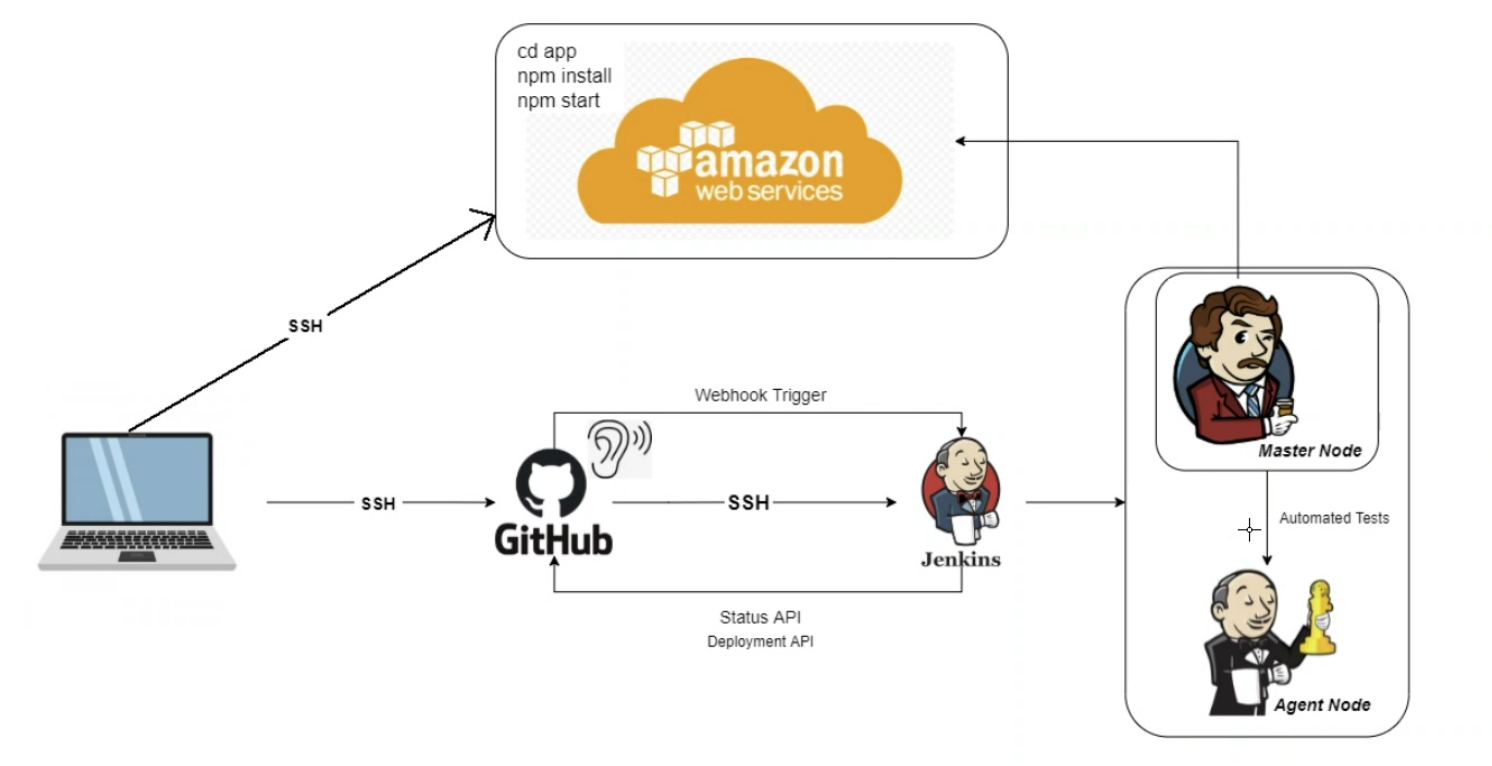 cd app
npm install
npm start
amazon
web services
SSH
Webhook Trigger
Master Node
SSH
SSH
GitHub
Jenkins
Automated Tests
Status API
Deployment API
Agent Node